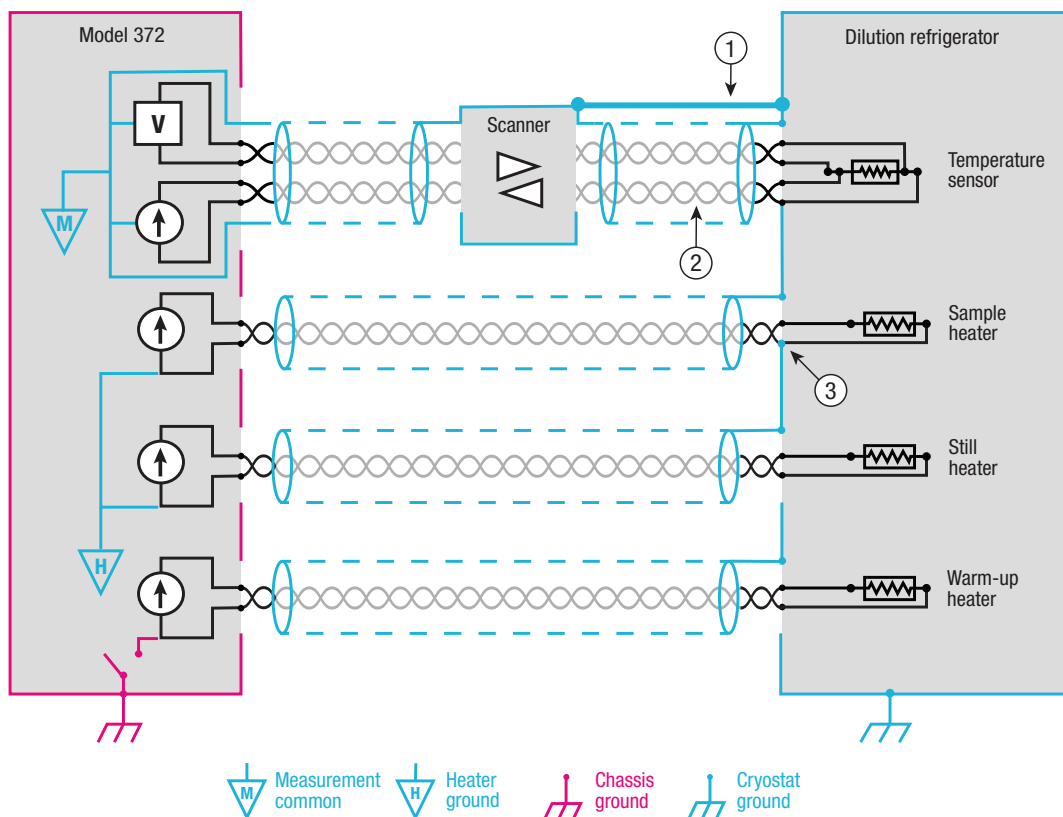 Model 372
Dilution refrigerator
1
V
Scanner
Temperature
sensor
M
2
Sample
heater
3
Still
heater
H
Warm-up
heater
M
Measurement
common
H
Heater
ground
Chassis
ground
Cryostat
ground